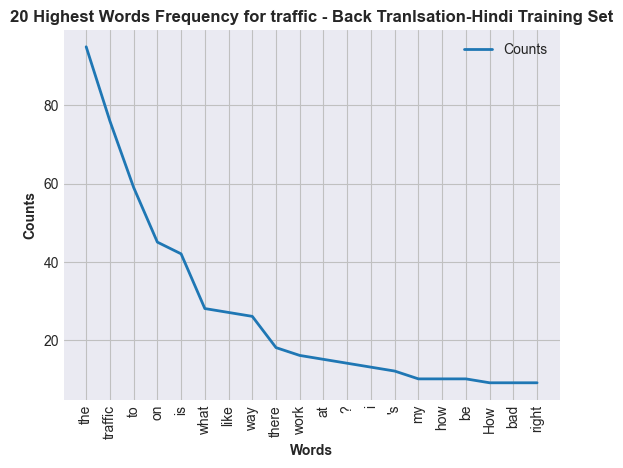 20 Highest Words Frequency for traffic - Back Tranlsation-Hindi Training Set
Counts
Counts
80
60
40
20
the
traffic
to
on
is
what
like
way
there
work
at
?
i
's
my
how
be
How
bad
right
Words